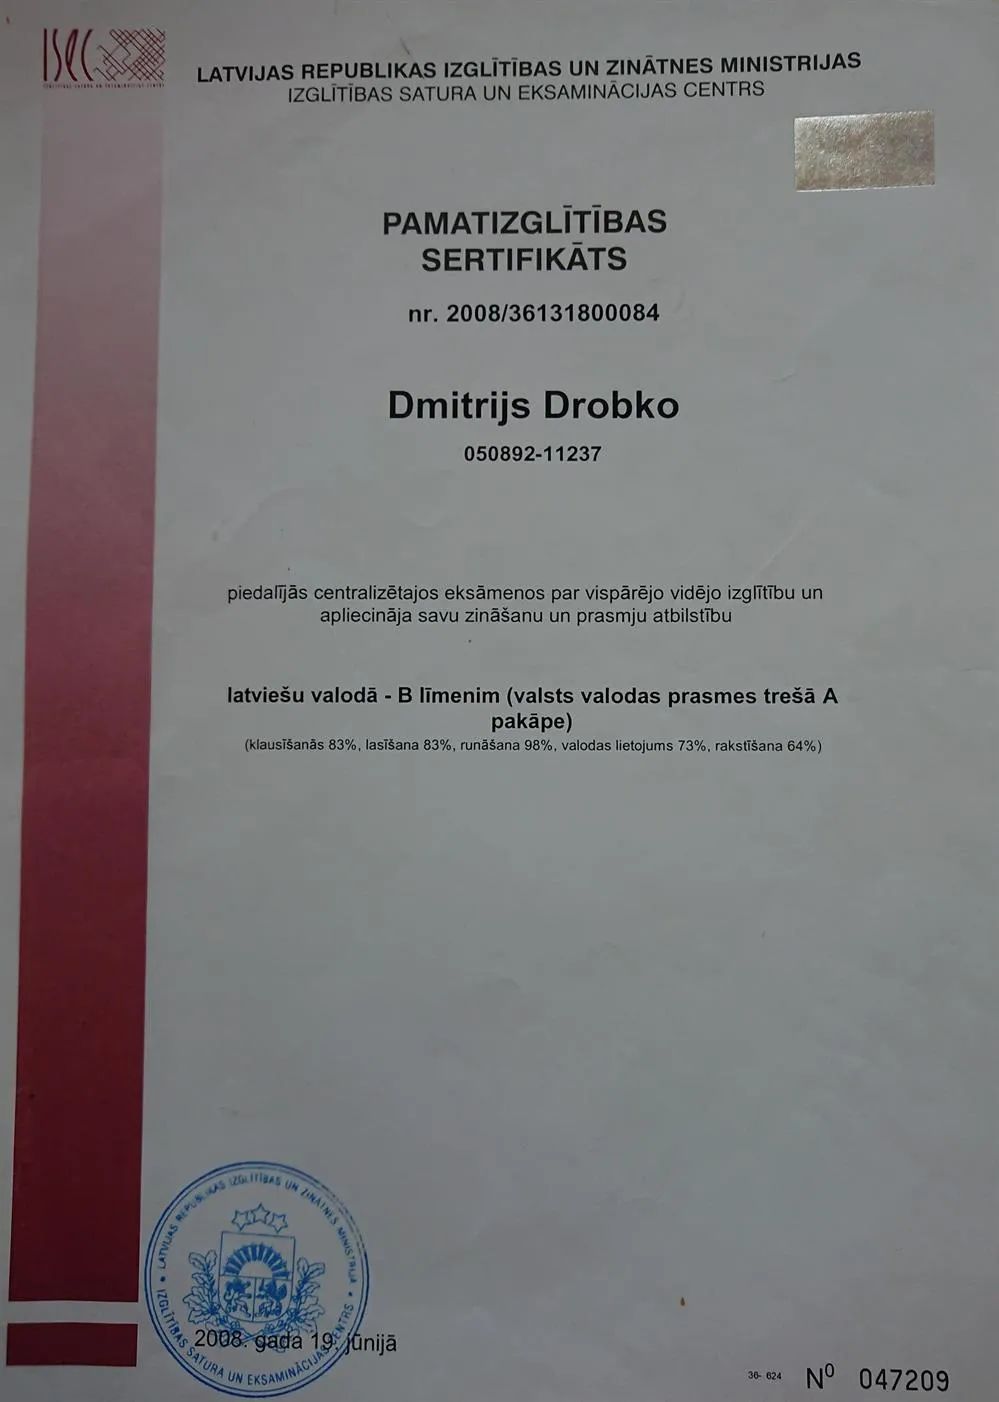 ISEC
LATVIJAS REPUBLIKAS IZGLĪTĪBAS UN ZINĀTNES MINISTRIJAS
IZGLĪTĪBAS SATURA UN EKSAMINĀCIJAS CENTRS
PAMATIZGLĪTĪBAS
SERTIFIKĀTS
nr. 2008/36131800084
Dmitrijs Drobko
050892-11237
piedalījās centralizētajos eksāmenos par vispārējo vidējo izglītību un
apliecināja savu zināšanu un prasmju atbilstību
latviešu valodā - B līmenim (valsts valodas prasmes trešā A
pakāpe)
(klausīšanās 83%, lasīšana 83%, runāšana 98%, valodas lietojums 73%, rakstīšana 64%)
LATVIJAS REPUBLIKAS IZGLĪTĪBAS UN ZINĀTNES MINISTRIJA
IZGLĪTĪBAS SATURA UN EKSAMINĀCIJAS CENTRS
2008. gada 19. jūnijā
36- 624 Nº 047209